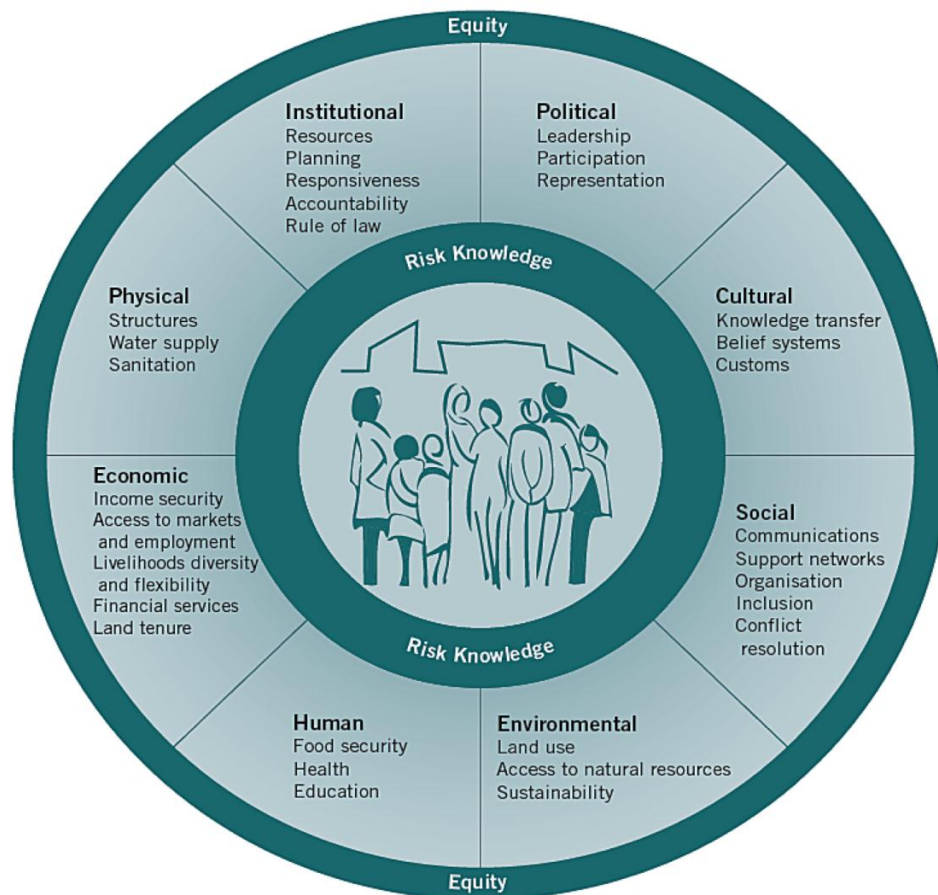 Equity
Institutional
Resources
Planning
Responsiveness
Accountability
Rule of law
Political
Leadership
Participation
Representation
Risk Knowledge
Physical
Structures
Water supply
Sanitation
Cultural
Knowledge transfer
Belief systems
Customs
Economic
Income security
Access to markets
and employment
Livelihoods diversity
and flexibility
Financial services
Land tenure
Social
Communications
Support networks
Organisation
Inclusion
Conflict
resolution
Risk Knowledge
Human
Food security
Health
Education
Environmental
Land use
Access to natural resources
Sustainability
Equity